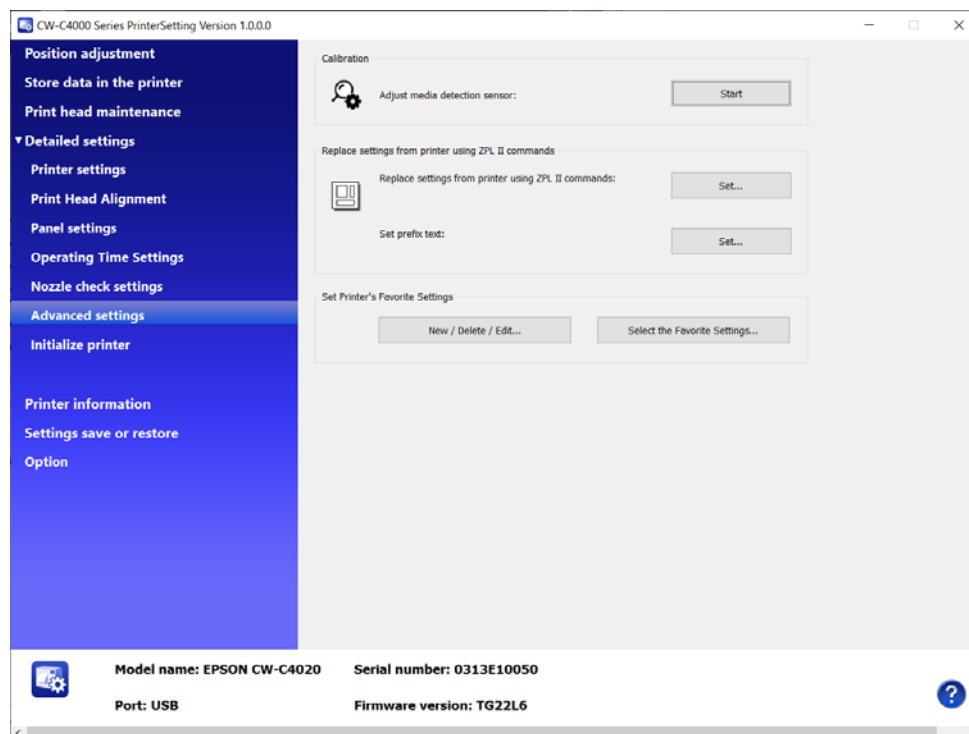 CW-C4000 Series PrinterSetting Version 1.0.0.0
Position adjustment
Store data in the printer
Print head maintenance
Detailed settings
Printer settings
Print Head Alignment
Panel settings
Operating Time Settings
Nozzle check settings
Advanced settings
Initialize printer
Printer information
Settings save or restore
Option
Calibration
Adjust media detection sensor:
Start
Replace settings from printer using ZPL II commands
Replace settings from printer using ZPL II commands:
Set...
Set prefix text:
Set...
Set Printer's Favorite Settings
New / Delete / Edit...
Select the Favorite Settings...
Model name: EPSON CW-C4020
Serial number: 0313E10050
Port: USB
Firmware version: TG22L6
?